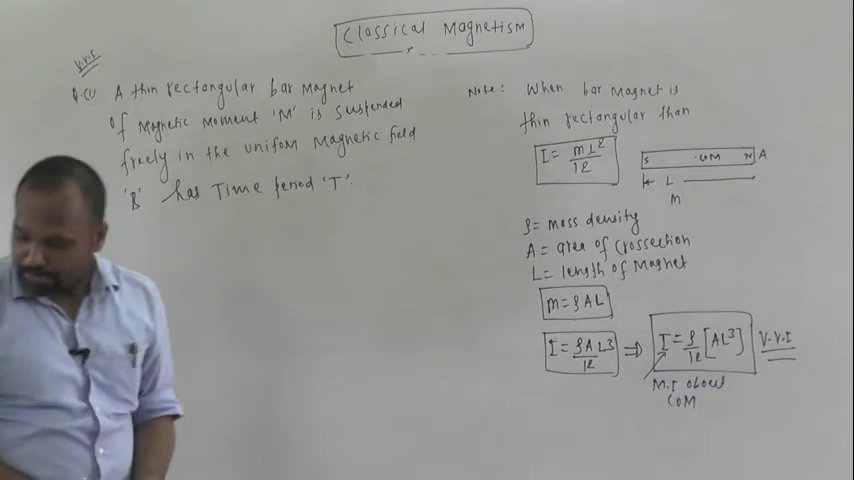 Classical Magnetism
V.V.I
Q.(1) A thin rectangular bar Magnet
Of Magnetic Moment 'M' is suspended
freely in the unifom Magnetic field
'B' has Time period 'T'.
Note: When bar Magnet is
thin rectangular than
I = mL²/12
S .COM N A
L
M
ρ = mass density
A = area of Crossection
L = length of Magnet
m = ρAL
I = ρAL³/12 ⇒ I = ρ/12 [AL³] V.V.I
M.I about
COM